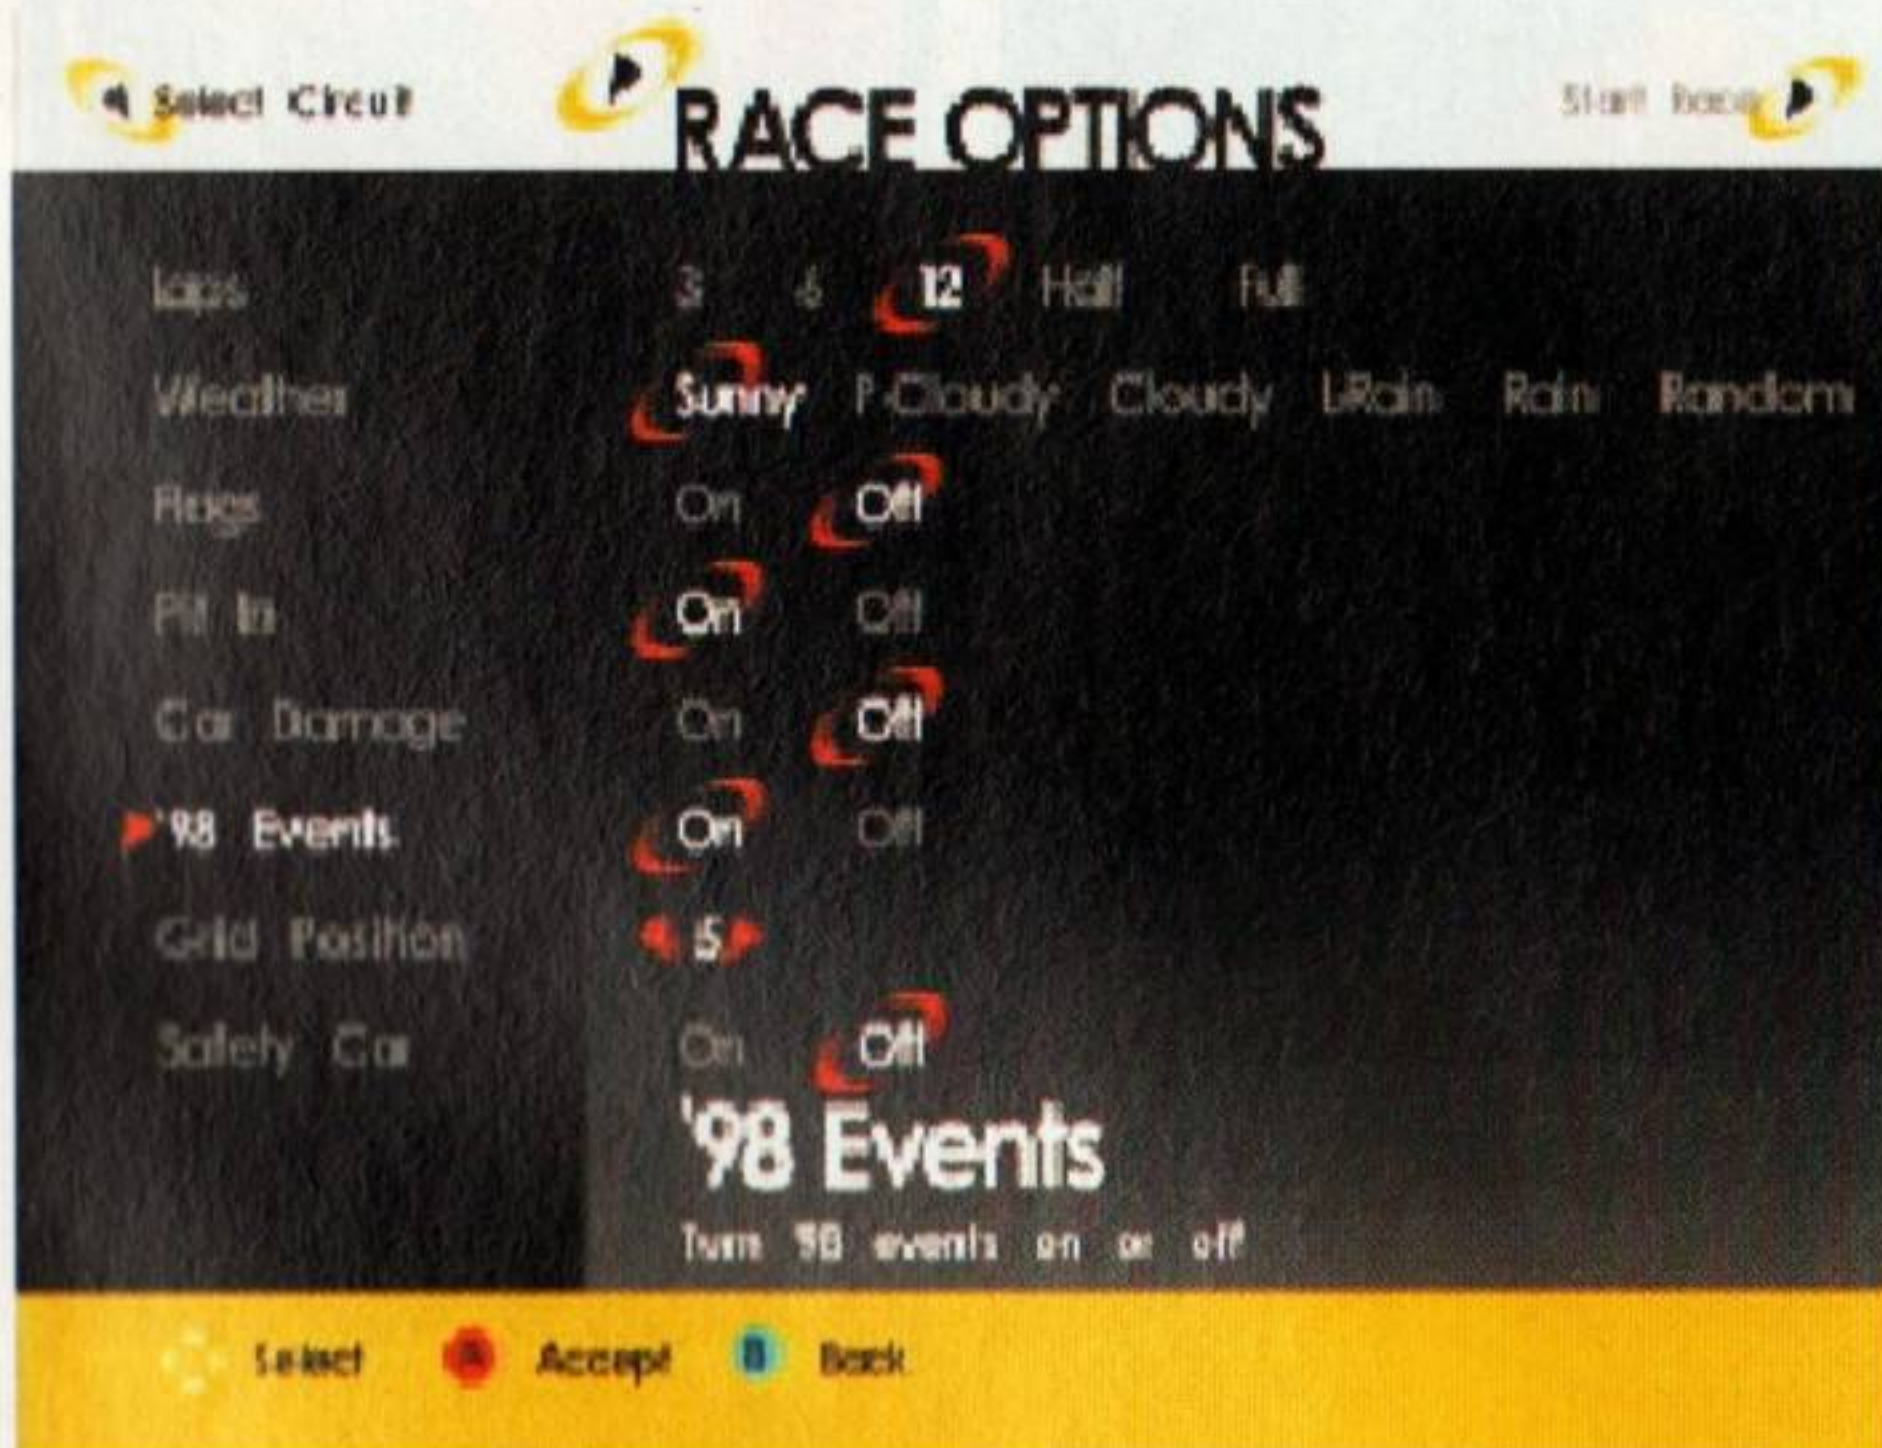 Select Circuit RACE OPTIONS Start Race
Laps 3 6 12 Half Full
Weather Sunny P-Cloudy Cloudy L-Rain Rain Random
Flags On Off
Pit In On Off
Car Damage On Off
'98 Events On Off
Grid Position 5
Safety Car On Off
'98 Events
Turn '98 events on or off
Select A Accept B Back